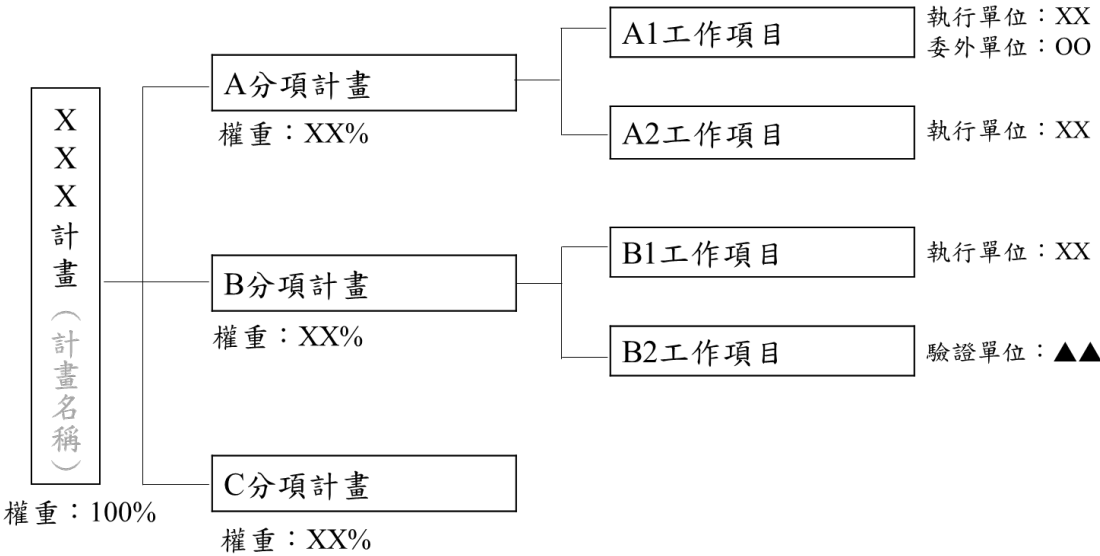 XXX計畫（計畫名稱）
權重：100%
A分項計畫
權重：XX%
A1工作項目
執行單位：XX
委外單位：OO
A2工作項目
執行單位：XX
B分項計畫
權重：XX%
B1工作項目
執行單位：XX
B2工作項目
驗證單位：▲▲
C分項計畫
權重：XX%